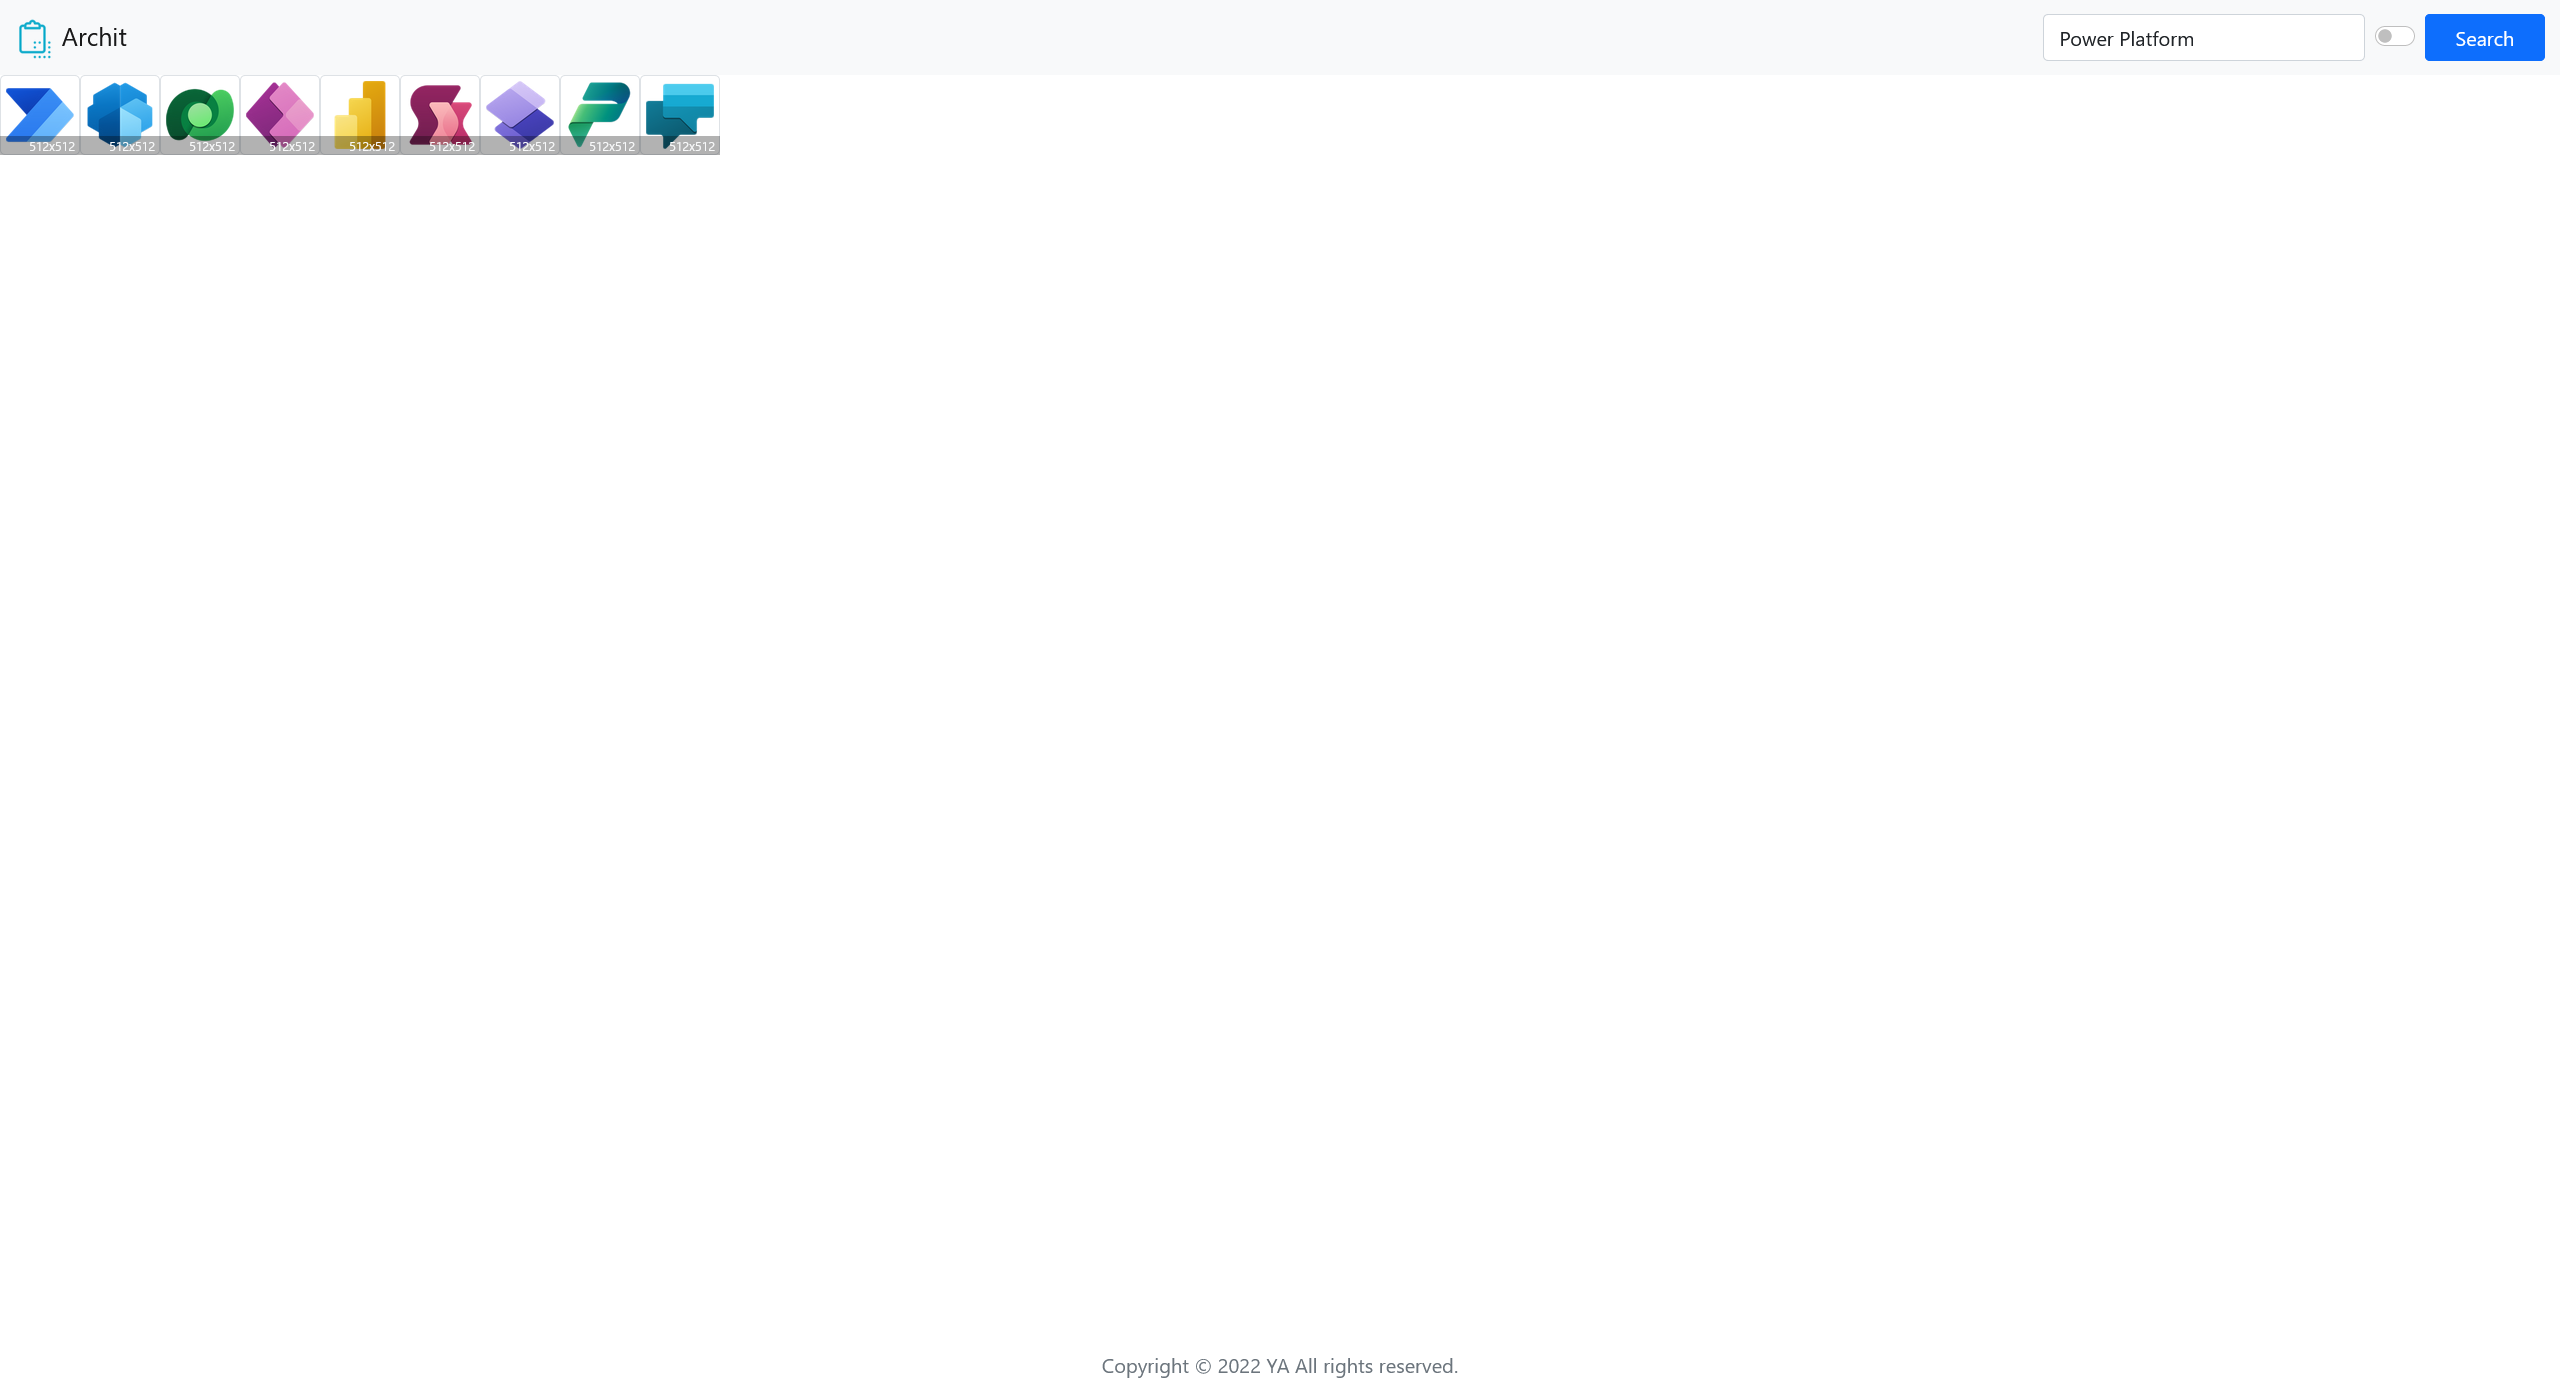 Archit
Power Platform
Search
512x512 512x512 512x512 512x512 512x512 512x512 512x512 512x512 512x512
Copyright © 2022 YA All rights reserved.